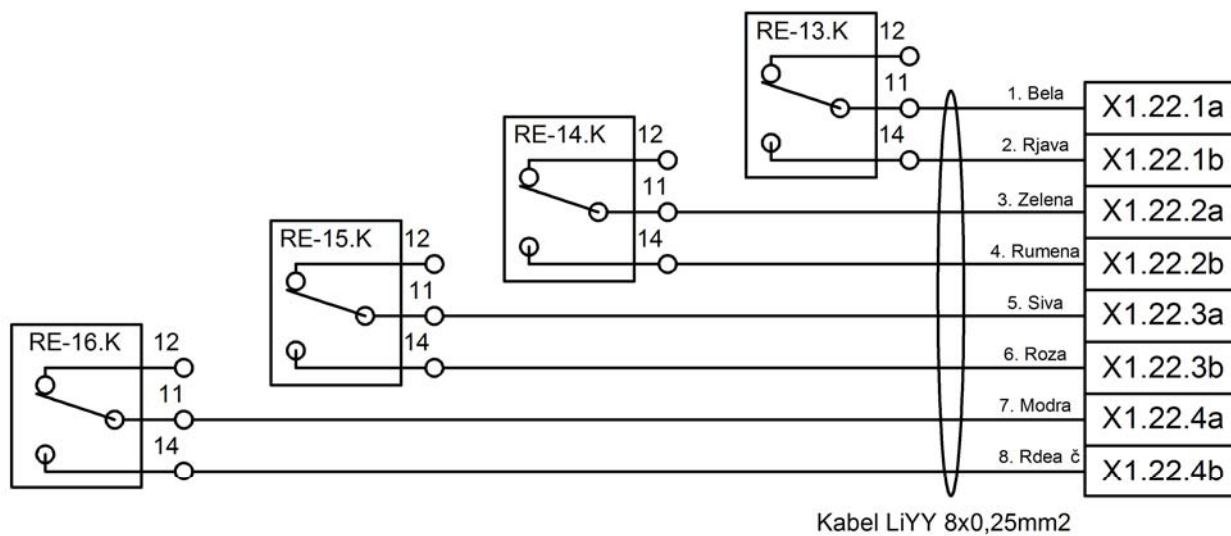 RE-13.K
12
11
14
1. Bela
2. Rjava
X1.22.1a
X1.22.1b
RE-14.K
12
11
14
3. Zelena
4. Rumena
X1.22.2a
X1.22.2b
RE-15.K
12
11
14
5. Siva
6. Roza
X1.22.3a
X1.22.3b
RE-16.K
12
11
14
7. Modra
8. Rdea č
X1.22.4a
X1.22.4b
Kabel LiYY 8x0,25mm2